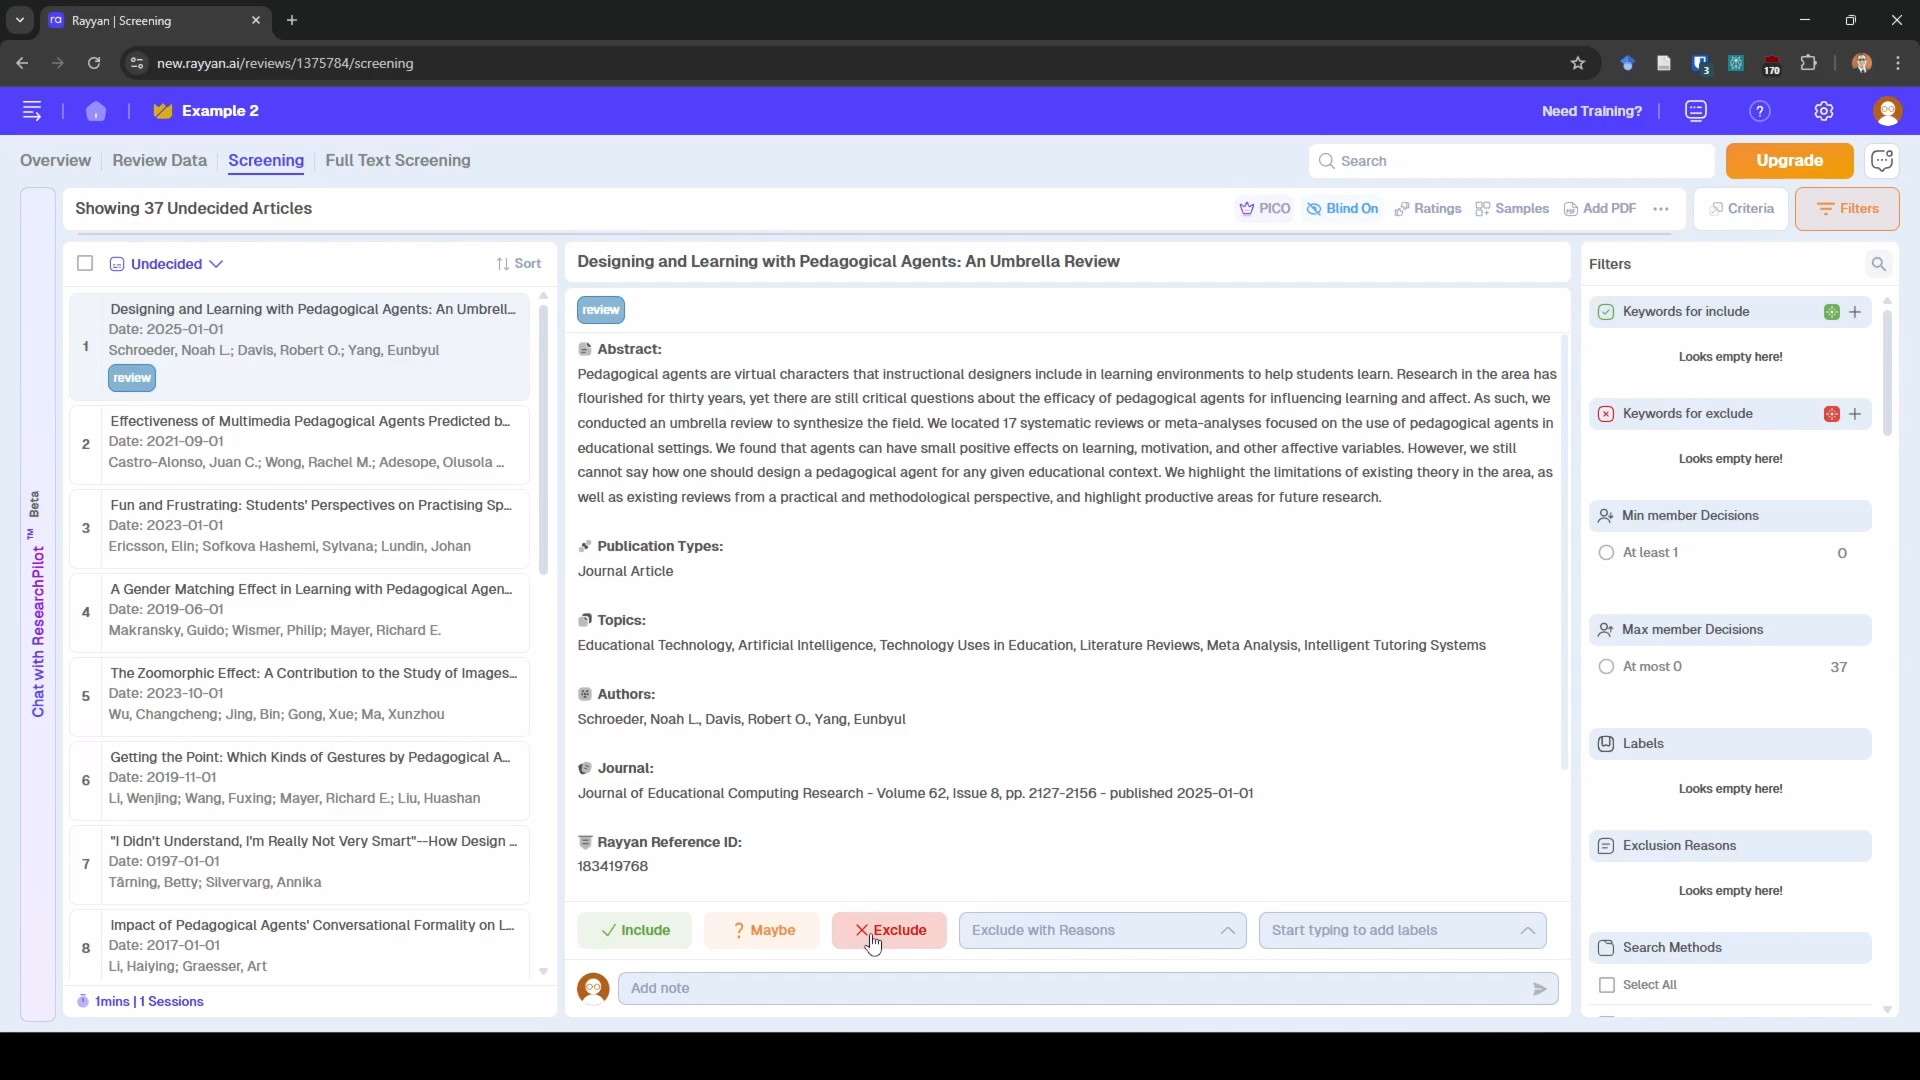 Rayyan | Screening
new.rayyan.ai/reviews/1375784/screening
3
170
Example 2
Need Training?
Overview
Review Data
Screening
Full Text Screening
Search
Upgrade
Showing 37 Undecided Articles
PICO
Blind On
Ratings
Samples
Add PDF
Criteria
Filters
Undecided
Sort
1
Designing and Learning with Pedagogical Agents: An Umbrell...
Date: 2025-01-01
Schroeder, Noah L.; Davis, Robert O.; Yang, Eunbyul
review
2
Effectiveness of Multimedia Pedagogical Agents Predicted b...
Date: 2021-09-01
Castro-Alonso, Juan C.; Wong, Rachel M.; Adesope, Olusola ...
3
Fun and Frustrating: Students' Perspectives on Practising Sp...
Date: 2023-01-01
Ericsson, Elin; Sofkova Hashemi, Sylvana; Lundin, Johan
4
A Gender Matching Effect in Learning with Pedagogical Agen...
Date: 2019-06-01
Makransky, Guido; Wismer, Philip; Mayer, Richard E.
5
The Zoomorphic Effect: A Contribution to the Study of Images...
Date: 2023-10-01
Wu, Changcheng; Jing, Bin; Gong, Xue; Ma, Xunzhou
6
Getting the Point: Which Kinds of Gestures by Pedagogical A...
Date: 2019-11-01
Li, Wenjing; Wang, Fuxing; Mayer, Richard E.; Liu, Huashan
7
"I Didn't Understand, I'm Really Not Very Smart"--How Design ...
Date: 0197-01-01
Tärning, Betty; Silvervarg, Annika
8
Impact of Pedagogical Agents' Conversational Formality on L...
Date: 2017-01-01
Li, Haiying; Graesser, Art
1mins | 1 Sessions
Chat with ResearchPilot ™ Beta
Designing and Learning with Pedagogical Agents: An Umbrella Review
review
Abstract:
Pedagogical agents are virtual characters that instructional designers include in learning environments to help students learn. Research in the area has
flourished for thirty years, yet there are still critical questions about the efficacy of pedagogical agents for influencing learning and affect. As such, we
conducted an umbrella review to synthesize the field. We located 17 systematic reviews or meta-analyses focused on the use of pedagogical agents in
educational settings. We found that agents can have small positive effects on learning, motivation, and other affective variables. However, we still
cannot say how one should design a pedagogical agent for any given educational context. We highlight the limitations of existing theory in the area, as
well as existing reviews from a practical and methodological perspective, and highlight productive areas for future research.
Publication Types:
Journal Article
Topics:
Educational Technology, Artificial Intelligence, Technology Uses in Education, Literature Reviews, Meta Analysis, Intelligent Tutoring Systems
Authors:
Schroeder, Noah L., Davis, Robert O., Yang, Eunbyul
Journal:
Journal of Educational Computing Research - Volume 62, Issue 8, pp. 2127-2156 - published 2025-01-01
Rayyan Reference ID:
183419768
Include
Maybe
Exclude
Exclude with Reasons
Start typing to add labels
Add note
Filters
Keywords for include
Looks empty here!
Keywords for exclude
Looks empty here!
Min member Decisions
At least 1 0
Max member Decisions
At most 0 37
Labels
Looks empty here!
Exclusion Reasons
Looks empty here!
Search Methods
Select All